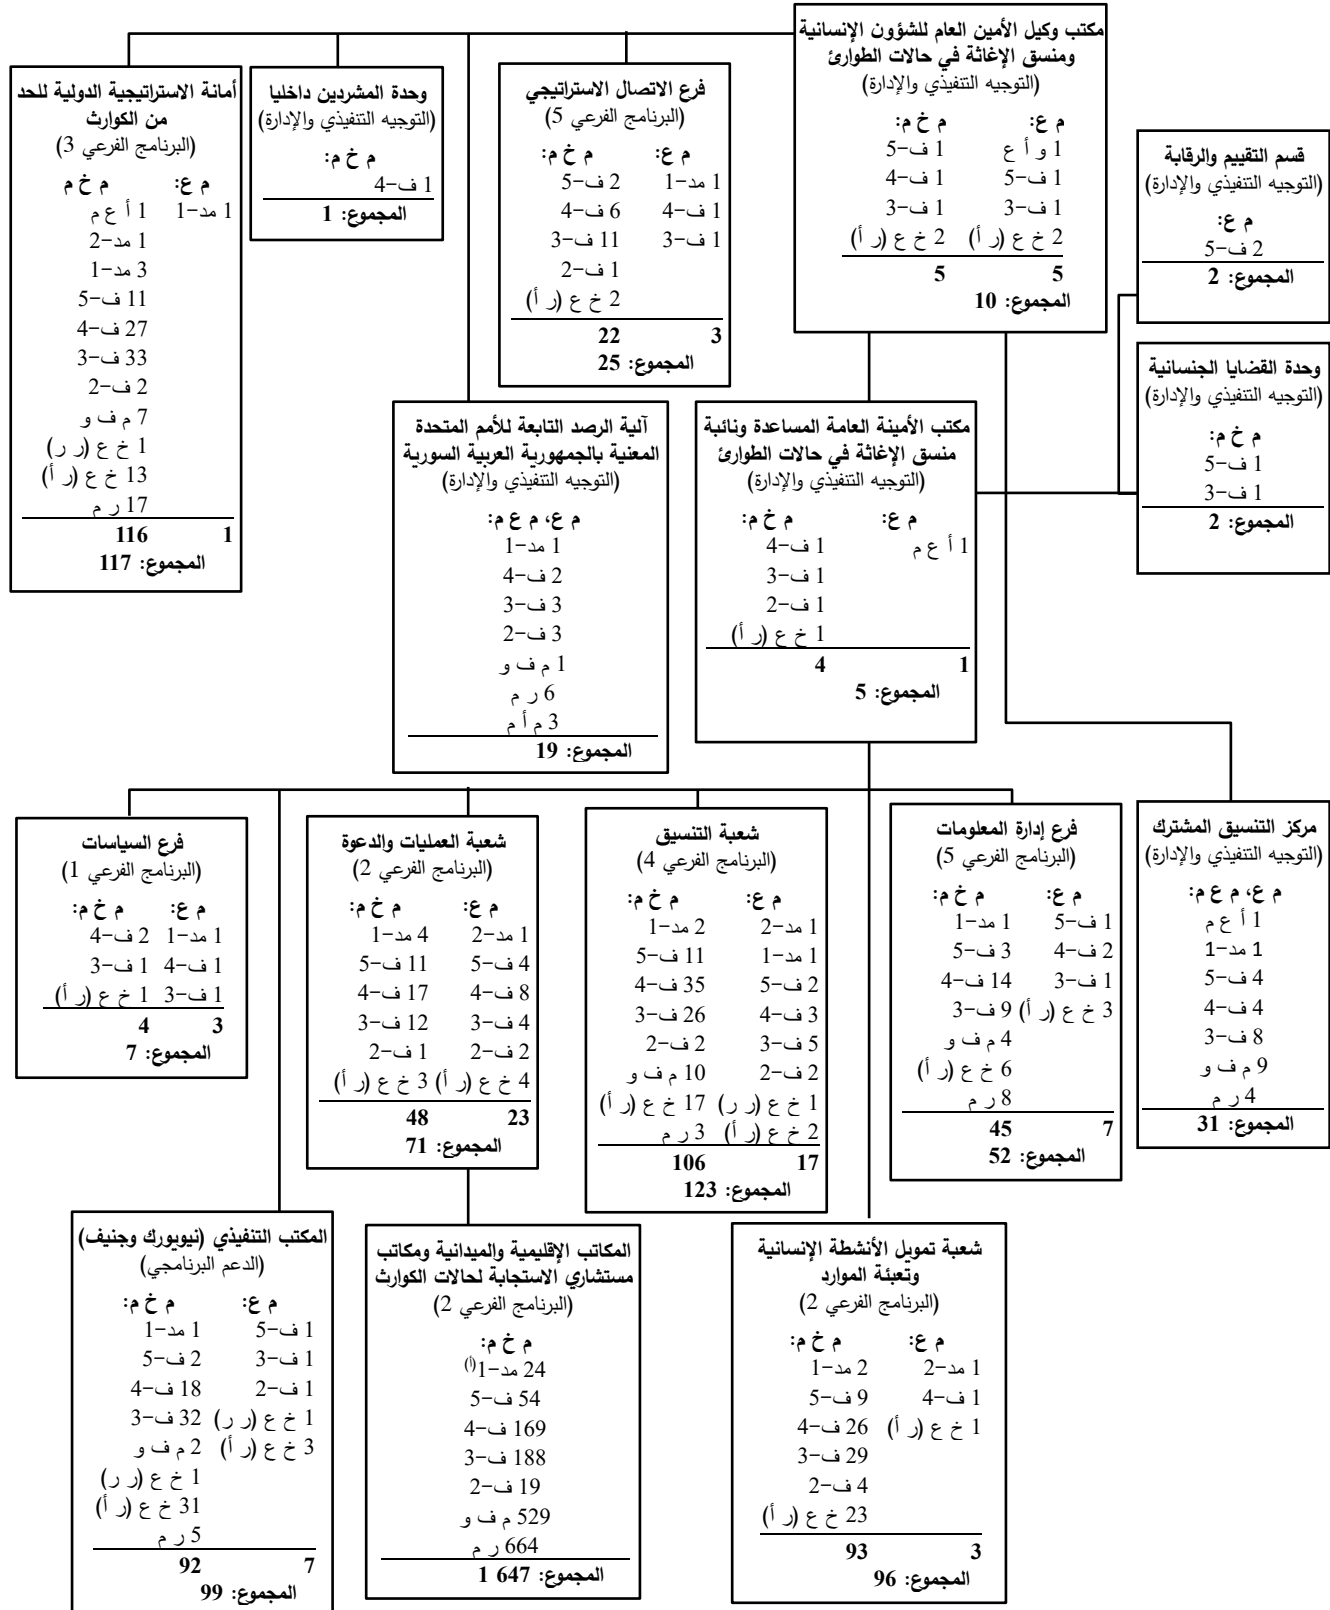 مكتب وكيل الأمين العام للشؤون الإنسانية
ومنسق الإغاثة في حالات الطوارئ
(التوجيه التنفيذي والإدارة)
م ع: م خ م:
1 و أ ع 1 ف-5
1 ف-5 1 ف-4
1 ف-3 1 ف-3
2 خ ع (ر أ) 2 خ ع (ر أ)
5 5
المجموع: 10
فرع الاتصال الاستراتيجي
(البرنامج الفرعي 5)
م ع: م خ م:
1 مد-1 2 ف-5
1 ف-4 6 ف-4
1 ف-3 11 ف-3
1 ف-2
2 خ ع (ر أ)
3 22
المجموع: 25
وحدة المشردين داخليا
(التوجيه التنفيذي والإدارة)
م خ م:
1 ف-4
المجموع: 1
أمانة الاستراتيجية الدولية للحد
من الكوارث
(البرنامج الفرعي 3)
م ع: م خ م
1 مد-1 1 أ ع م
1 مد-2
3 مد-1
11 ف-5
27 ف-4
33 ف-3
2 ف-2
7 م ف و
1 خ ع (ر ر)
13 خ ع (ر أ)
17 ر م
1 116
المجموع: 117
قسم التقييم والرقابة
(التوجيه التنفيذي والإدارة)
م ع:
2 ف-5
المجموع: 2
وحدة القضايا الجنسانية
(التوجيه التنفيذي والإدارة)
م خ م:
1 ف-5
1 ف-3
المجموع: 2
مكتب الأمينة العامة المساعدة ونائبة
منسق الإغاثة في حالات الطوارئ
(التوجيه التنفيذي والإدارة)
م ع: م خ م:
1 أ ع م 1 ف-4
1 ف-3
1 ف-2
1 خ ع (ر أ)
1 4
المجموع: 5
آلية الرصد التابعة للأمم المتحدة
المعنية بالجمهورية العربية السورية
(التوجيه التنفيذي والإدارة)
م ع، م ع م:
1 مد-1
2 ف-4
3 ف-3
3 ف-2
1 م ف و
6 ر م
3 م أ م
المجموع: 19
مركز التنسيق المشترك
(التوجيه التنفيذي والإدارة)
م ع، م ع م:
1 أ ع م
1 مد-1
4 ف-5
4 ف-4
8 ف-3
9 م ف و
4 ر م
المجموع: 31
فرع إدارة المعلومات
(البرنامج الفرعي 5)
م ع: م خ م:
1 ف-5 1 مد-1
2 ف-4 3 ف-5
1 ف-3 14 ف-4
3 خ ع (ر أ) 9 ف-3
4 م ف و
6 خ ع (ر أ)
8 ر م
7 45
المجموع: 52
شعبة التنسيق
(البرنامج الفرعي 4)
م ع: م خ م:
1 مد-2 2 مد-1
1 مد-1 11 ف-5
2 ف-5 35 ف-4
3 ف-4 26 ف-3
5 ف-3 2 ف-2
2 ف-2 10 م ف و
1 خ ع (ر ر) 17 خ ع (ر أ)
2 خ ع (ر أ) 3 ر م
17 106
المجموع: 123
شعبة العمليات والدعوة
(البرنامج الفرعي 2)
م ع: م خ م:
1 مد-2 4 مد-1
4 ف-5 11 ف-5
8 ف-4 17 ف-4
4 ف-3 12 ف-3
2 ف-2 1 ف-2
4 خ ع (ر أ) 3 خ ع (ر أ)
23 48
المجموع: 71
فرع السياسات
(البرنامج الفرعي 1)
م ع: م خ م:
1 مد-1 2 ف-4
1 ف-4 1 ف-3
1 ف-3 1 خ ع (ر أ)
3 4
المجموع: 7
شعبة تمويل الأنشطة الإنسانية
وتعبئة الموارد
(البرنامج الفرعي 2)
م ع: م خ م:
1 مد-2 2 مد-1
1 ف-4 9 ف-5
1 خ ع (ر أ) 26 ف-4
29 ف-3
4 ف-2
23 خ ع (ر أ)
3 93
المجموع: 96
المكاتب الإقليمية والميدانية ومكاتب
مستشاري الاستجابة لحالات الكوارث
(البرنامج الفرعي 2)
م خ م:
24 مد-1(أ)
54 ف-5
169 ف-4
188 ف-3
19 ف-2
529 م ف و
664 ر م
المجموع: 647 1
المكتب التنفيذي (نيويورك وجنيف)
(الدعم البرنامجي)
م ع: م خ م:
1 ف-5 1 مد-1
1 ف-3 2 ف-5
1 ف-2 18 ف-4
1 خ ع (ر ر) 32 ف-3
3 خ ع (ر أ) 2 م ف و
1 خ ع (ر ر)
31 خ ع (ر أ)
5 ر م
7 92
المجموع: 99